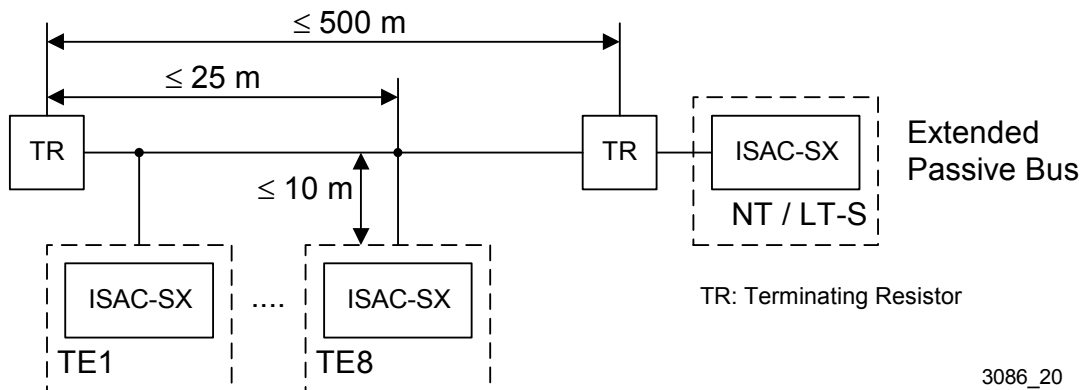 ≤ 500 m
≤ 25 m
TR
TR
ISAC-SX
Extended
Passive Bus
≤ 10 m
NT / LT-S
ISAC-SX
....
ISAC-SX
TR: Terminating Resistor
TE1
TE8
3086_20